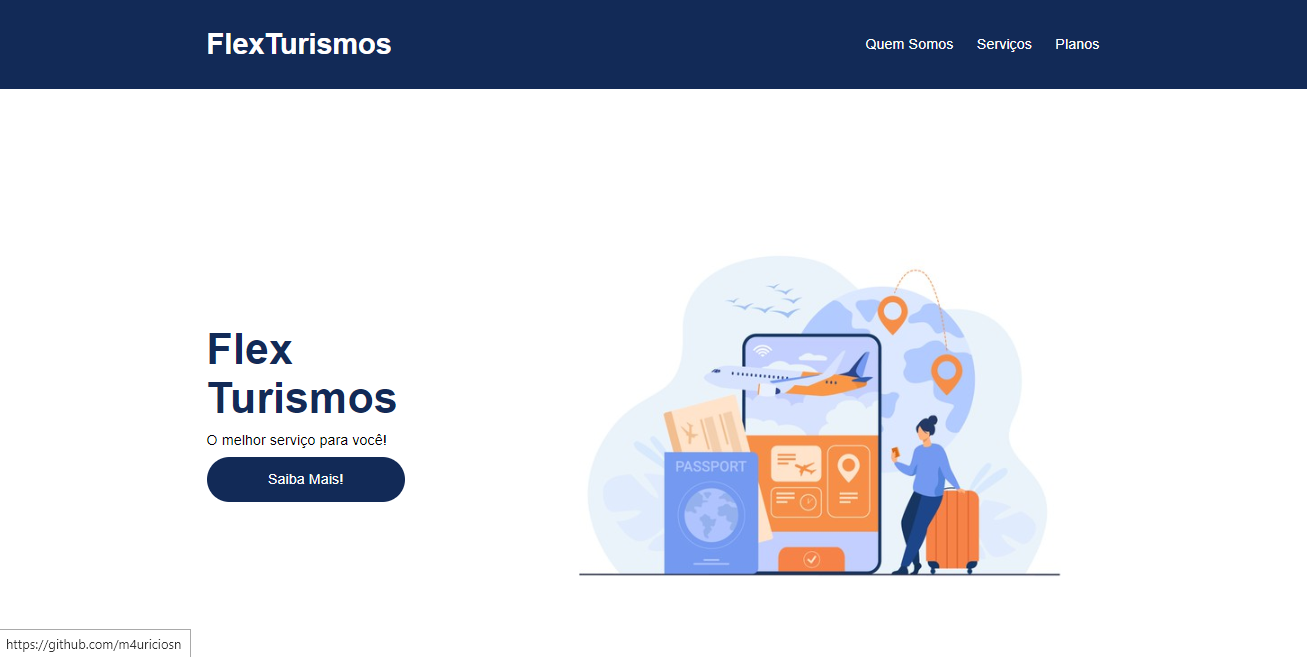 FlexTurismos
Quem Somos Serviços Planos
Flex
Turismos
O melhor serviço para você!
Saiba Mais!
PASSPORT
https://github.com/m4uriciosn